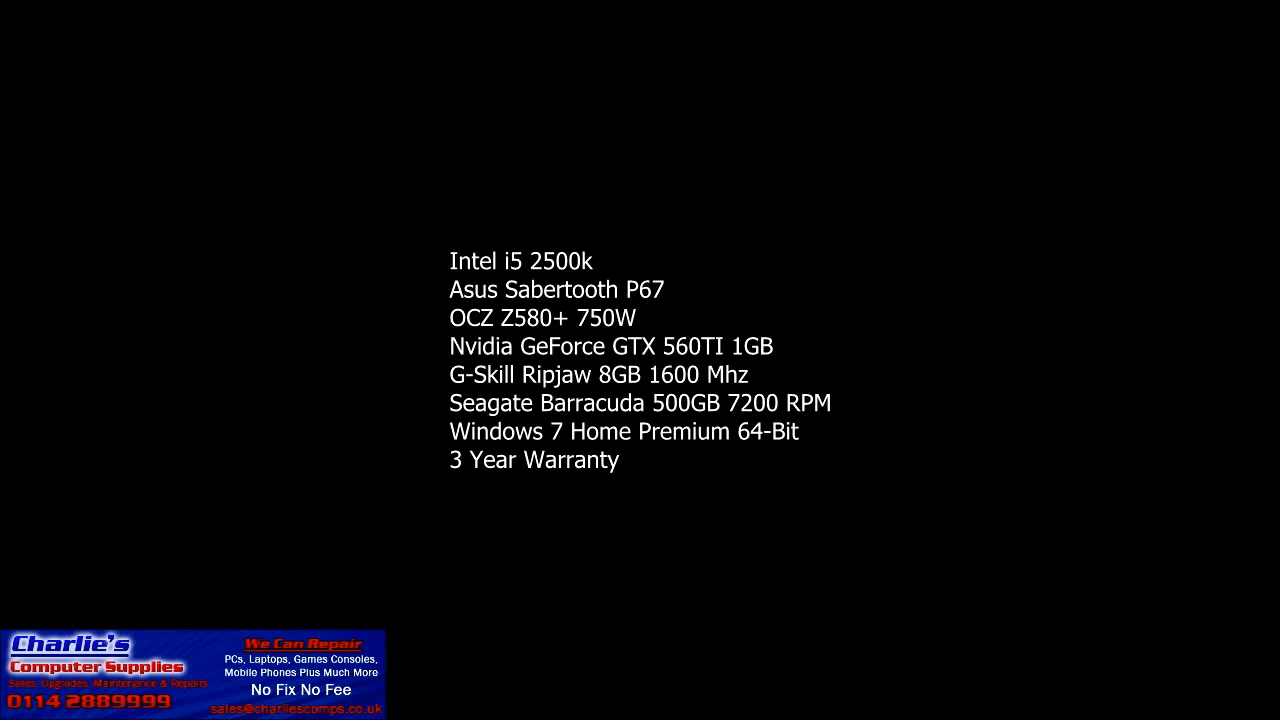 Intel i5 2500k
Asus Sabertooth P67
OCZ Z580+ 750W
Nvidia GeForce GTX 560TI 1GB
G-Skill Ripjaw 8GB 1600 Mhz
Seagate Barracuda 500GB 7200 RPM
Windows 7 Home Premium 64-Bit
3 Year Warranty
Charlie's
Computer Supplies
Sales, Upgrades, Maintenance & Repairs
0114 2889999
We Can Repair
PCs, Laptops, Games Consoles,
Mobile Phones Plus Much More
No Fix No Fee
sales@charliescomps.co.uk